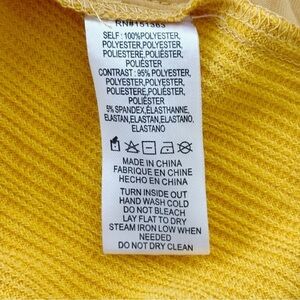 RN#151363
SELF : 100%POLYESTER,
POLYESTER,POLYESTER,
POLIESTERE,POLIÉSTER,
POLIÉSTER
CONTRAST : 95% POLYESTER,
POLYESTER,POLYESTER,
POLIESTERE,POLIÉSTER,
POLIÉSTER
5% SPANDEX,ÉLASTHANNE,
ELASTAN,ELASTAN,ELASTANO,
ELASTANO
MADE IN CHINA
FABRIQUE EN CHINE
HECHO EN CHINA
TURN INSIDE OUT
HAND WASH COLD
DO NOT BLEACH
LAY FLAT TO DRY
STEAM IRON LOW WHEN
NEEDED
DO NOT DRY CLEAN